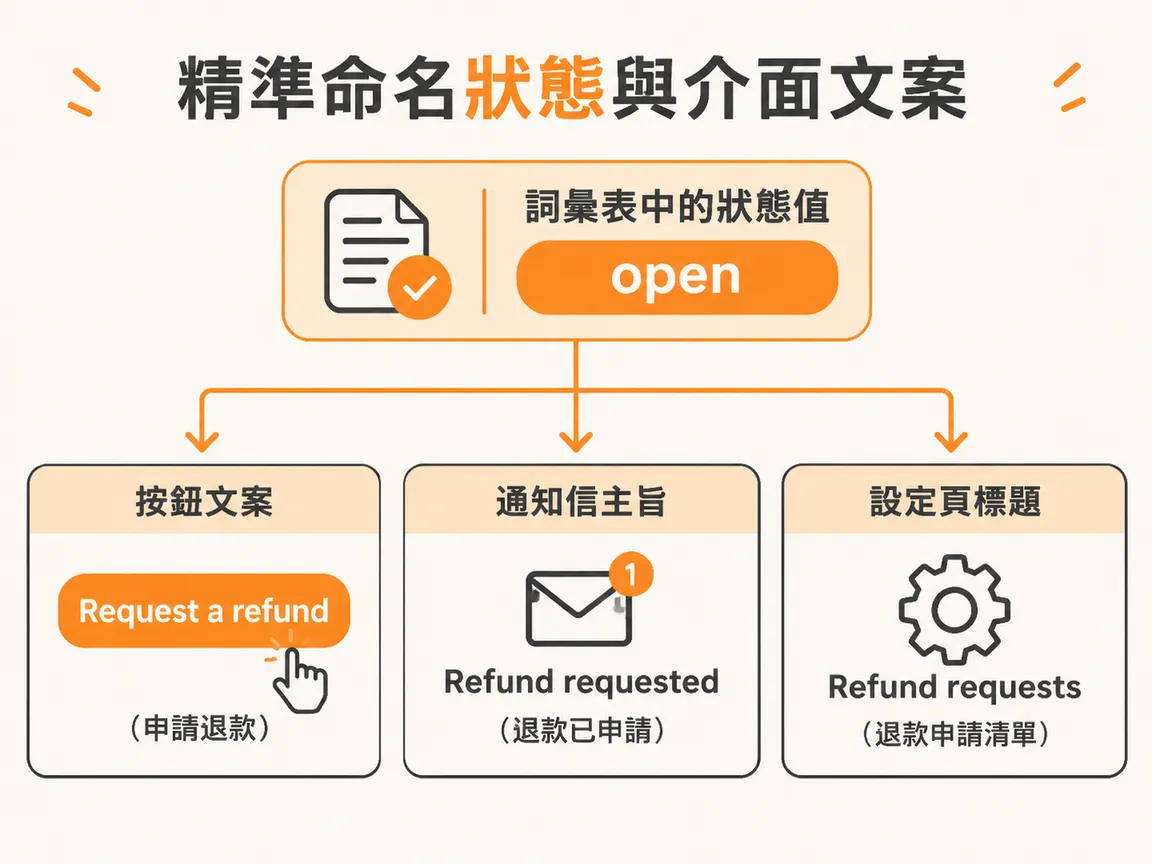 精準命名狀態與介面文案
詞彙表中的狀態值
open
按鈕文案
Request a refund
（申請退款）
通知信主旨
1
Refund requested
（退款已申請）
設定頁標題
Refund requests
（退款申請清單）